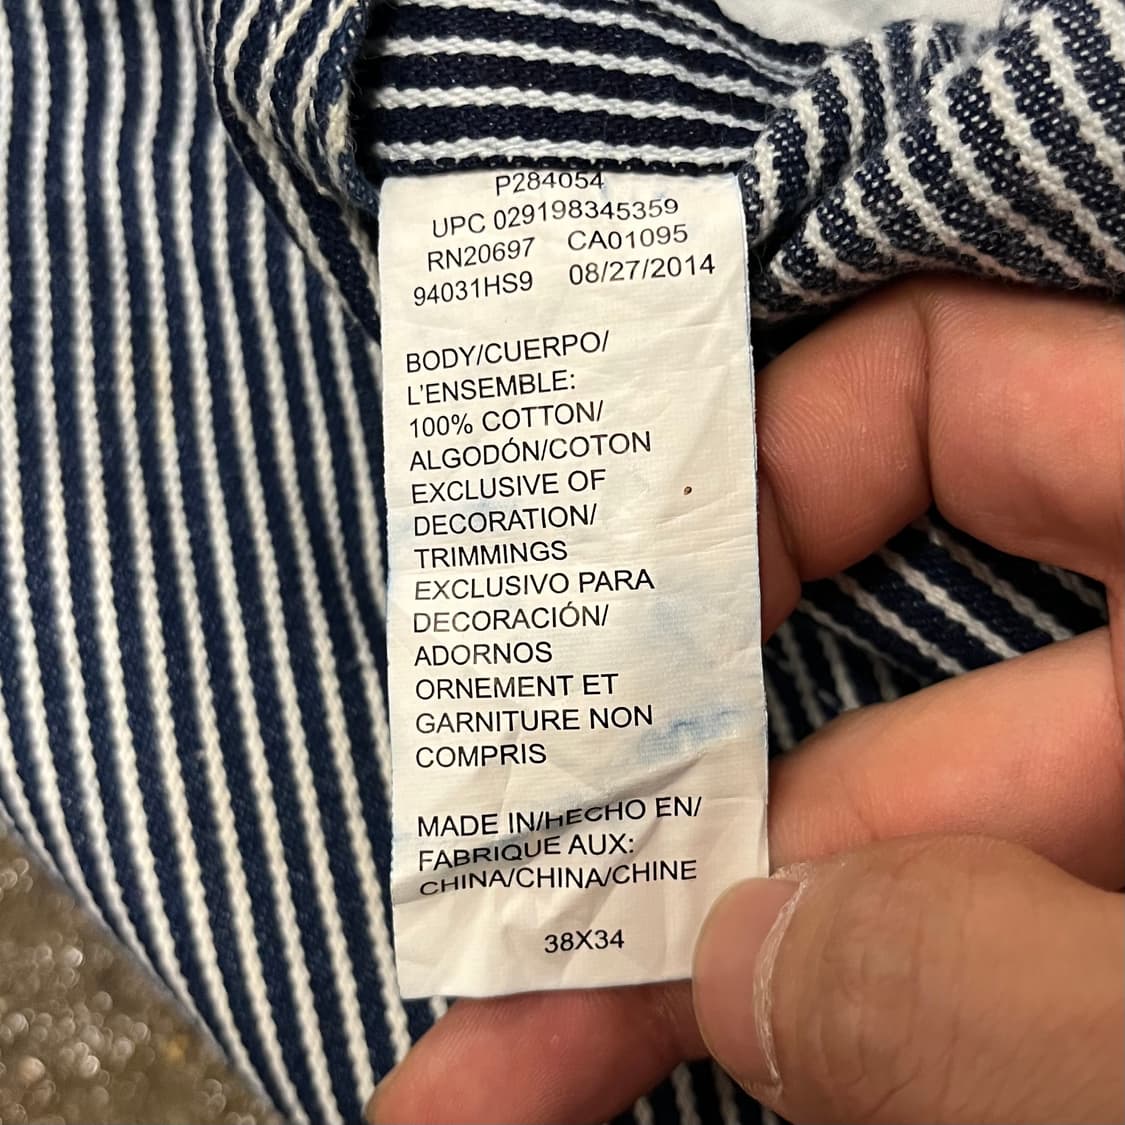 P284054
UPC 029198345359
RN20697 CA01095
94031HS9 08/27/2014
BODY/CUERPO/
L'ENSEMBLE:
100% COTTON/
ALGODÓN/COTON
EXCLUSIVE OF
DECORATION/
TRIMMINGS
EXCLUSIVO PARA
DECORACIÓN/
ADORNOS
ORNEMENT ET
GARNITURE NON
COMPRIS
MADE IN/HECHO EN/
FABRIQUE AUX:
CHINA/CHINA/CHINE
38X34